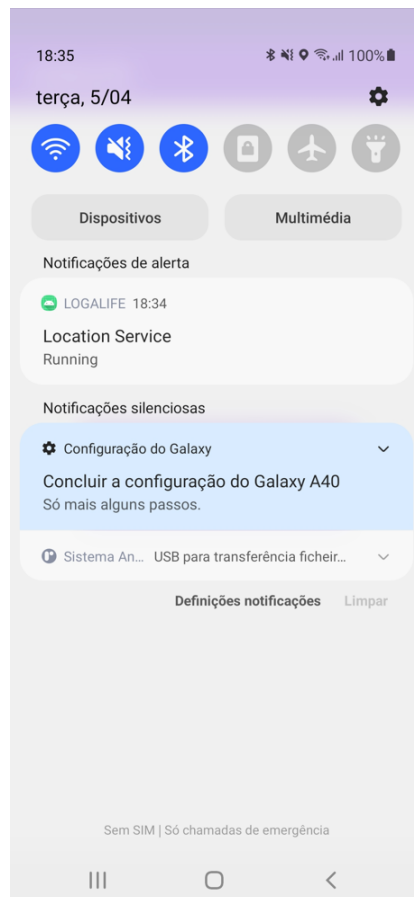 18:35 100%
terça, 5/04
Dispositivos Multimédia
Notificações de alerta
LOGALIFE 18:34
Location Service
Running
Notificações silenciosas
Configuração do Galaxy
Concluir a configuração do Galaxy A40
Só mais alguns passos.
Sistema An... USB para transferência ficheir...
Definições notificações Limpar
Sem SIM | Só chamadas de emergência